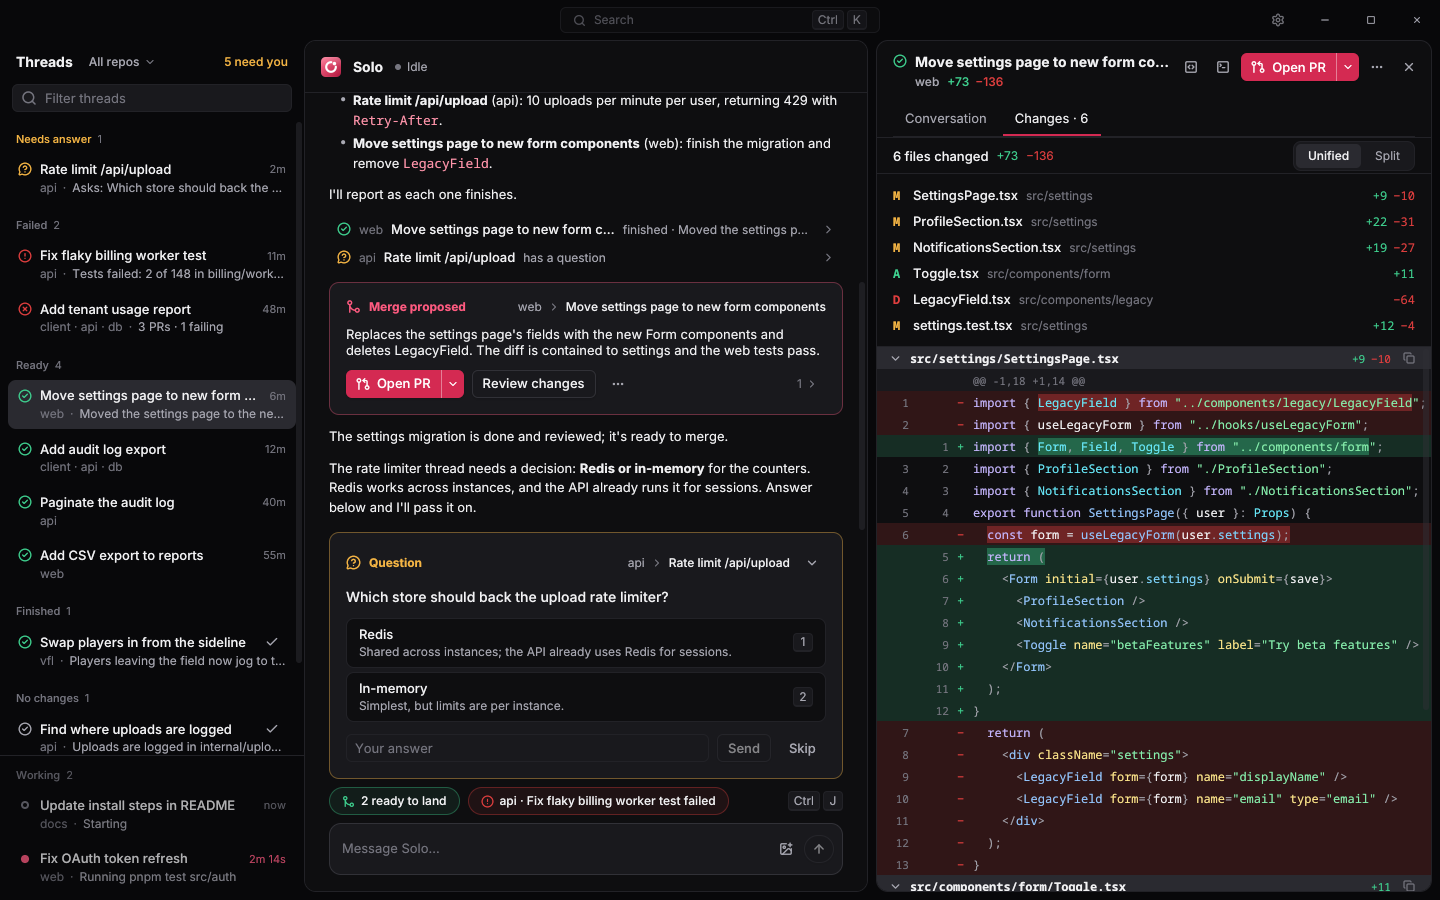 Search
Ctrl K
Threads All repos 5 need you
Filter threads
Needs answer 1
Rate limit /api/upload 2m
api · Asks: Which store should back the ...
Failed 2
Fix flaky billing worker test 11m
api · Tests failed: 2 of 148 in billing/work...
Add tenant usage report 48m
client · api · db · 3 PRs · 1 failing
Ready 4
Move settings page to new form ... 6m
web · Moved the settings page to the ne...
Add audit log export 12m
client · api · db
Paginate the audit log 40m
api
Add CSV export to reports 55m
web
Finished 1
Swap players in from the sideline
vfl · Players leaving the field now jog to t...
No changes 1
Find where uploads are logged
api · Uploads are logged in internal/uplo...
Working 2
Update install steps in README now
docs · Starting
Fix OAuth token refresh 2m 14s
web · Running pnpm test src/auth
Solo Idle
• Rate limit /api/upload (api): 10 uploads per minute per user, returning 429 with
Retry-After.
• Move settings page to new form components (web): finish the migration and
remove LegacyField.
I'll report as each one finishes.
web Move settings page to new form c... finished · Moved the settings p...
api Rate limit /api/upload has a question
Merge proposed web > Move settings page to new form components
Replaces the settings page's fields with the new Form components and
deletes LegacyField. The diff is contained to settings and the web tests pass.
Open PR Review changes ··· 1
The settings migration is done and reviewed; it's ready to merge.
The rate limiter thread needs a decision: Redis or in-memory for the counters.
Redis works across instances, and the API already runs it for sessions. Answer
below and I'll pass it on.
Question api > Rate limit /api/upload
Which store should back the upload rate limiter?
Redis 1
Shared across instances; the API already uses Redis for sessions.
In-memory 2
Simplest, but limits are per instance.
Your answer Send Skip
2 ready to land api · Fix flaky billing worker test failed Ctrl J
Message Solo...
Move settings page to new form co... Open PR
web +73 −136
Conversation Changes · 6
6 files changed +73 −136 Unified Split
M SettingsPage.tsx src/settings +9 −10
M ProfileSection.tsx src/settings +22 −31
M NotificationsSection.tsx src/settings +19 −27
A Toggle.tsx src/components/form +11
D LegacyField.tsx src/components/legacy −64
M settings.test.tsx src/settings +12 −4
src/settings/SettingsPage.tsx +9 −10
@@ -1,18 +1,14 @@
1 − import { LegacyField } from "../components/legacy/LegacyField";
2 − import { useLegacyForm } from "../hooks/useLegacyForm";
1 + import { Form, Field, Toggle } from "../components/form";
3 2 import { ProfileSection } from "./ProfileSection";
4 3 import { NotificationsSection } from "./NotificationsSection";
5 4 export function SettingsPage({ user }: Props) {
6 − const form = useLegacyForm(user.settings);
5 + return (
6 + <Form initial={user.settings} onSubmit={save}>
7 + <ProfileSection />
8 + <NotificationsSection />
9 + <Toggle name="betaFeatures" label="Try beta features" />
10 + </Form>
11 + );
12 + }
7 − return (
8 − <div className="settings">
9 − <LegacyField form={form} name="displayName" />
10 − <LegacyField form={form} name="email" type="email" />
11 − </div>
12 − );
13 − }
src/components/form/Toggle.tsx +11